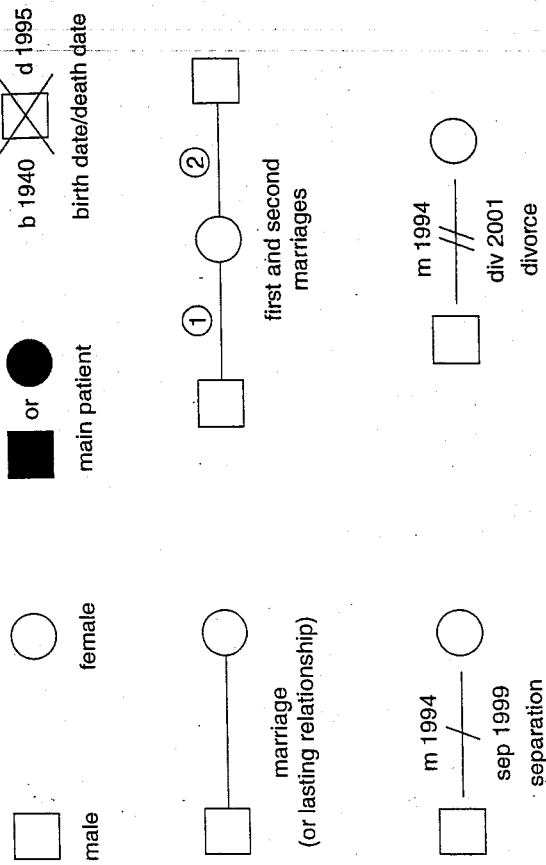 male
female
or
main patient
b 1940 d 1995
birth date/death date
marriage
(or lasting relationship)
1
2
first and second
marriages
m 1994
sep 1999
separation
m 1994
div 2001
divorce